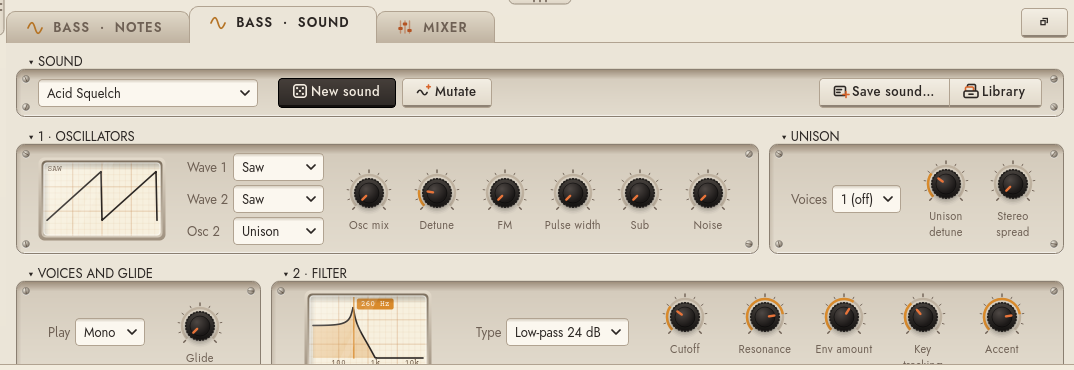 BASS · NOTES
BASS · SOUND
MIXER
SOUND
Acid Squelch
New sound
Mutate
Save sound...
Library
1 · OSCILLATORS
UNISON
SAW
Wave 1
Saw
Wave 2
Saw
Osc 2
Unison
Osc mix
Detune
FM
Pulse width
Sub
Noise
Voices
1 (off)
Unison
detune
Stereo
spread
VOICES AND GLIDE
2 · FILTER
Play
Mono
Glide
260 Hz
100
1k
10k
Type
Low-pass 24 dB
Cutoff
Resonance
Env amount
Key
tracking
Accent